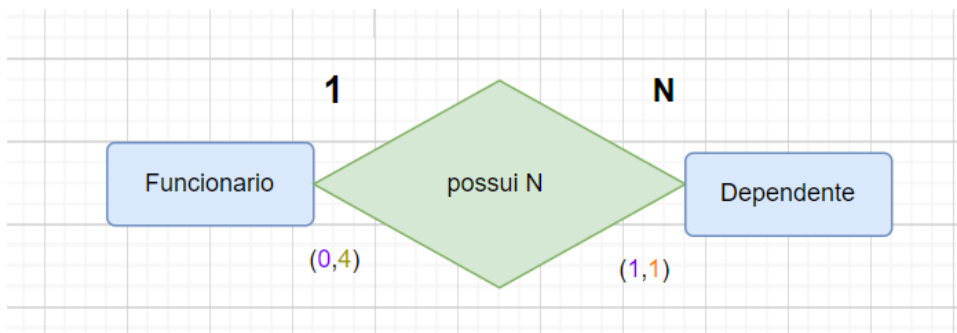 1
N
Funcionario
possui N
Dependente
(0,4)
(1,1)